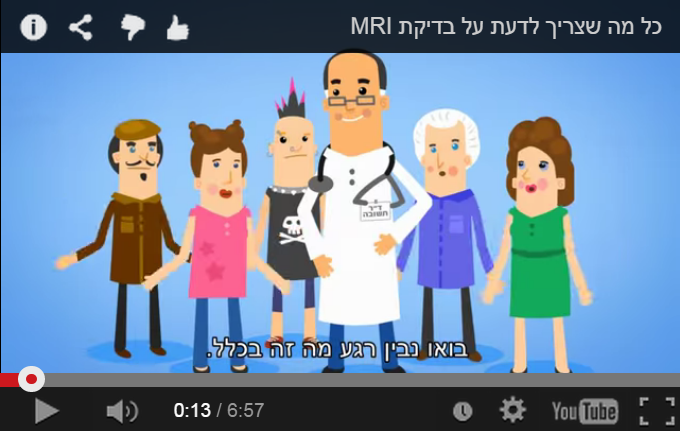 כל מה שצריך לדעת על בדיקת MRI
ד״ר
תשובה
בואו נבין רגע מה זה בכלל.
0:13 / 6:57
YouTube